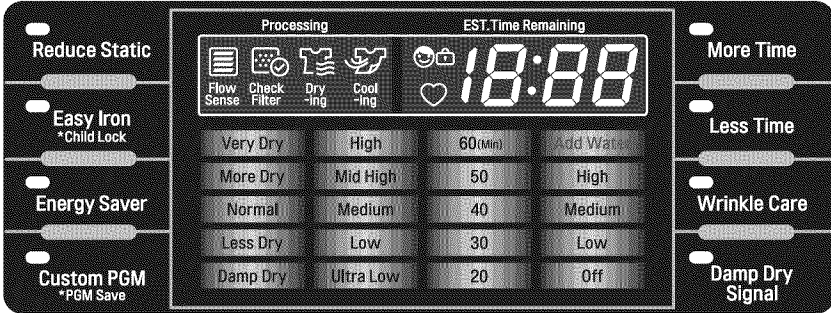 Processing
EST.Time Remaining
Reduce Static
Easy Iron
*Child Lock
Energy Saver
Custom PGM
*PGM Save
Flow
Sense
Check
Filter
Dry
-ing
Cool
-ing
18:88
Very Dry High 60(Min) Add Water
More Dry Mid High 50 High
Normal Medium 40 Medium
Less Dry Low 30 Low
Damp Dry Ultra Low 20 Off
More Time
Less Time
Wrinkle Care
Damp Dry
Signal